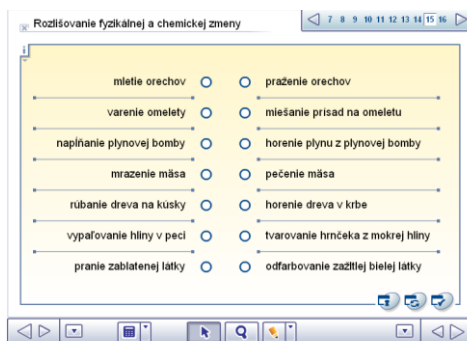 Rozlišovanie fyzikálnej a chemickej zmeny
7 8 9 10 11 12 13 14 15 16
mletie orechov praženie orechov
varenie omelety miešanie prísad na omeletu
napĺňanie plynovej bomby horenie plynu z plynovej bomby
mrazenie mäsa pečenie mäsa
rúbanie dreva na kúsky horenie dreva v krbe
vypaľovanie hliny v peci tvarovanie hrnčeka z mokrej hliny
pranie zablatenej látky odfarbovanie zažltlej bielej látky